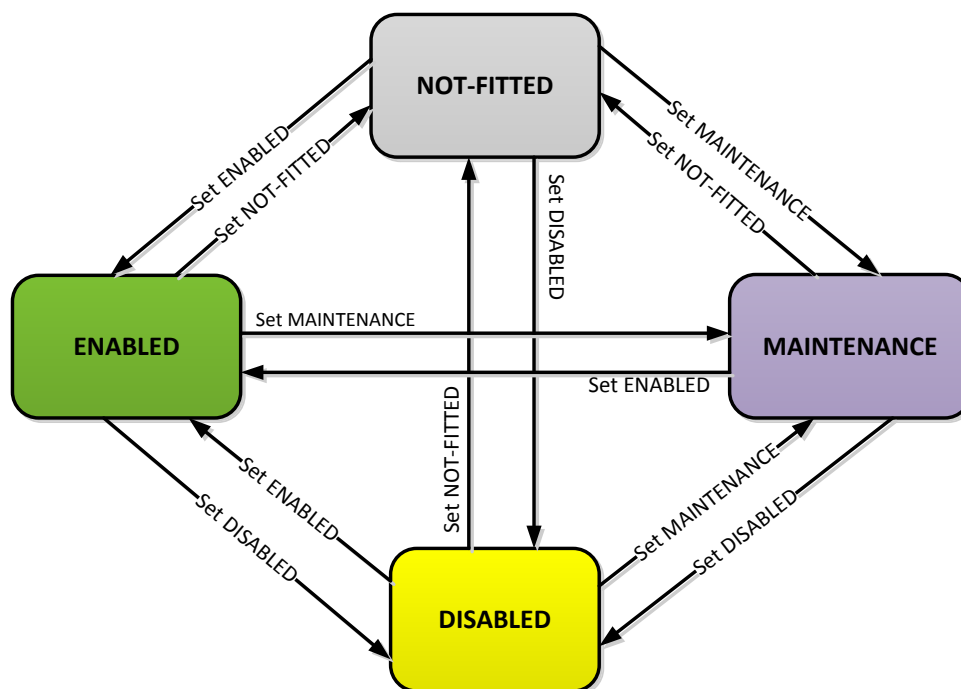 NOT-FITTED
Set ENABLED
Set NOT-FITTED
Set MAINTENANCE
Set NOT-FITTED
Set DISABLED
ENABLED
Set MAINTENANCE
Set ENABLED
MAINTENANCE
Set NOT-FITTED
Set ENABLED
Set DISABLED
Set MAINTENANCE
Set DISABLED
DISABLED